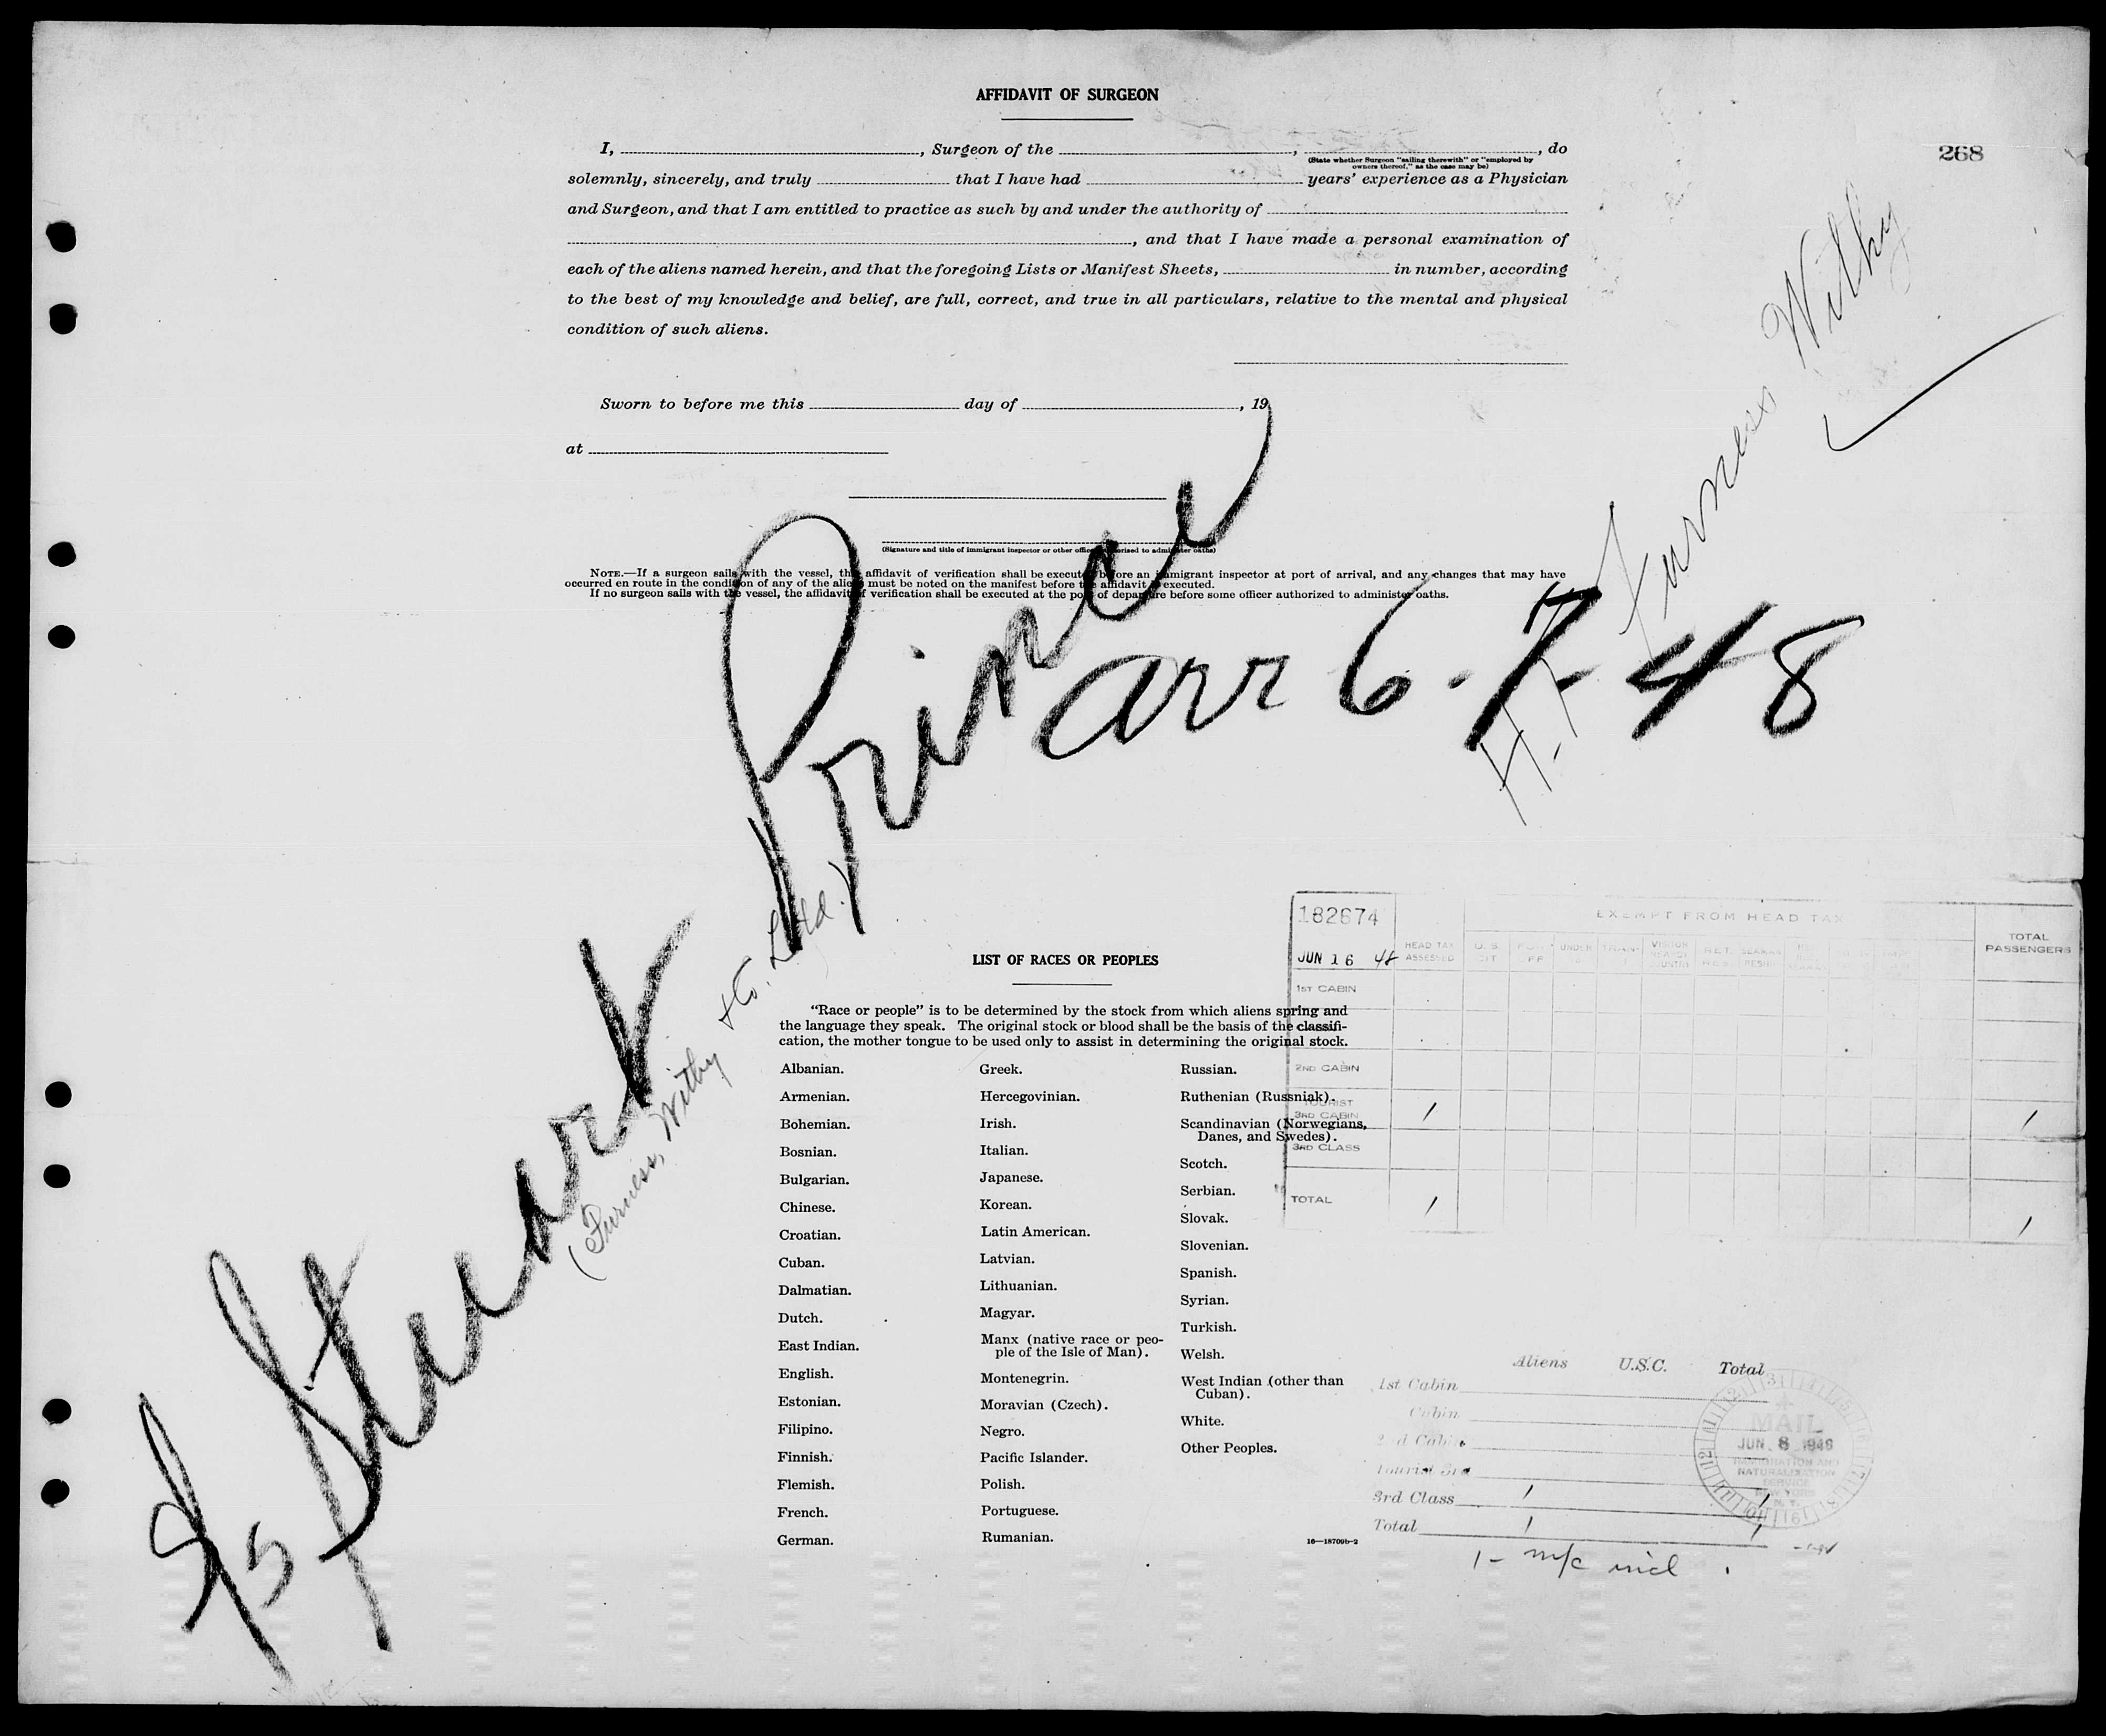 AFFIDAVIT OF SURGEON
268
I, , Surgeon of the , , do
(State whether Surgeon "sailing therewith" or "employed by
owners thereof," as the case may be)
solemnly, sincerely, and truly that I have had years' experience as a Physician
and Surgeon, and that I am entitled to practice as such by and under the authority of
, and that I have made a personal examination of
each of the aliens named herein, and that the foregoing Lists or Manifest Sheets, in number, according
to the best of my knowledge and belief, are full, correct, and true in all particulars, relative to the mental and physical
condition of such aliens.
Sworn to before me this day of , 19
at
(Signature and title of immigrant inspector or other officer authorized to administer oaths)
NOTE.—If a surgeon sails with the vessel, this affidavit of verification shall be executed before an immigrant inspector at port of arrival, and any changes that may have
occurred en route in the condition of any of the aliens must be noted on the manifest before the affidavit is executed.
If no surgeon sails with the vessel, the affidavit of verification shall be executed at the port of departure before some officer authorized to administer oaths.
Furness Withy
Prince
arr 6-7-48
(Furness, Withy & Co. Ltd.)
LIST OF RACES OR PEOPLES
"Race or people" is to be determined by the stock from which aliens spring and
the language they speak. The original stock or blood shall be the basis of the classifi-
cation, the mother tongue to be used only to assist in determining the original stock.
Albanian.
Armenian.
Bohemian.
Bosnian.
Bulgarian.
Chinese.
Croatian.
Cuban.
Dalmatian.
Dutch.
East Indian.
English.
Estonian.
Filipino.
Finnish.
Flemish.
French.
German.
Greek.
Hercegovinian.
Irish.
Italian.
Japanese.
Korean.
Latin American.
Latvian.
Lithuanian.
Magyar.
Manx (native race or peo-
ple of the Isle of Man).
Montenegrin.
Moravian (Czech).
Negro.
Pacific Islander.
Polish.
Portuguese.
Rumanian.
Russian.
Ruthenian (Russniak).
Scandinavian (Norwegians,
Danes, and Swedes).
Scotch.
Serbian.
Slovak.
Slovenian.
Spanish.
Syrian.
Turkish.
Welsh.
West Indian (other than
Cuban).
White.
Other Peoples.
16—18709b-2
182674
EXEMPT FROM HEAD TAX
JUN 16 48
HEAD TAX
ASSESSED
TOTAL
PASSENGERS
1ST CABIN
2ND CABIN
TOURIST
3RD CABIN / /
3RD CLASS
TOTAL / /
Aliens U.S.C. Total
1st Cabin
Cabin
2nd Cabin
Tourist 3rd
3rd Class / /
Total / /
MAIL
JUN 8 1948
IMMIGRATION AND
NATURALIZATION
SERVICE
NEW YORK
N. Y.
1 - m/c incl